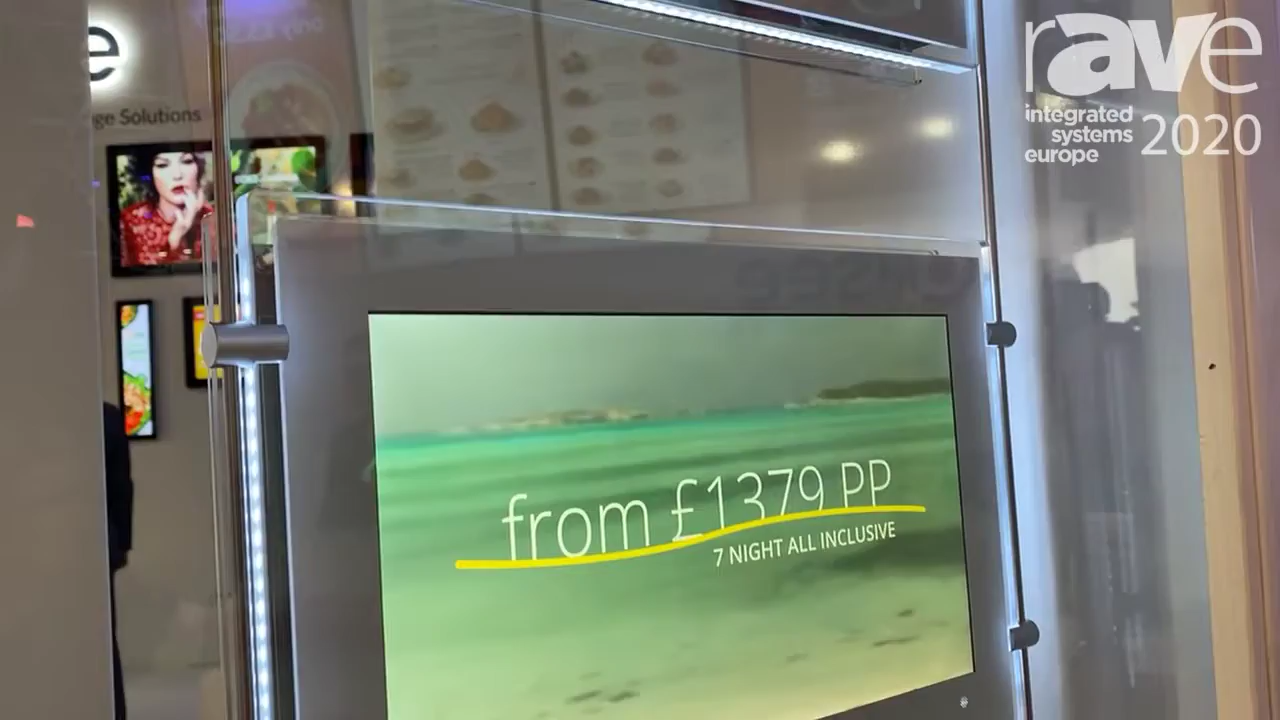 rAVe
integrated
systems
europe
2020
e
ge Solutions
from £1379 PP
7 NIGHT ALL INCLUSIVE